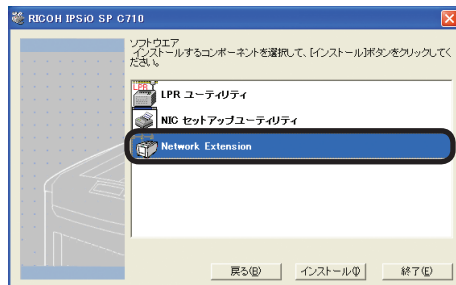 RICOH IPSiO SP C710
ソフトウエア
インストールするコンポーネントを選択して、[インストール]ボタンをクリックしてく
ださい。
LPR ユーティリティ
NIC セットアップユーティリティ
Network Extension
戻る(B)
インストール(I)
終了(E)